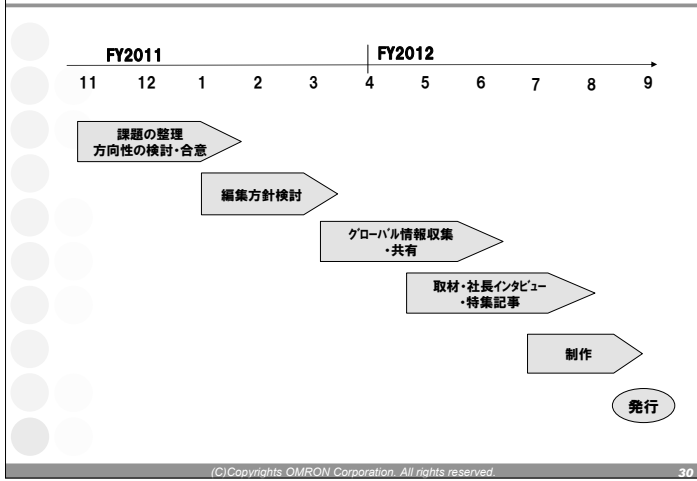 FY2011 FY2012
11 12 1 2 3 4 5 6 7 8 9
課題の整理
方向性の検討・合意
編集方針検討
グローバル情報収集
・共有
取材・社長インタビュー
・特集記事
制作
発行
(C)Copyrights OMRON Corporation. All rights reserved. 30